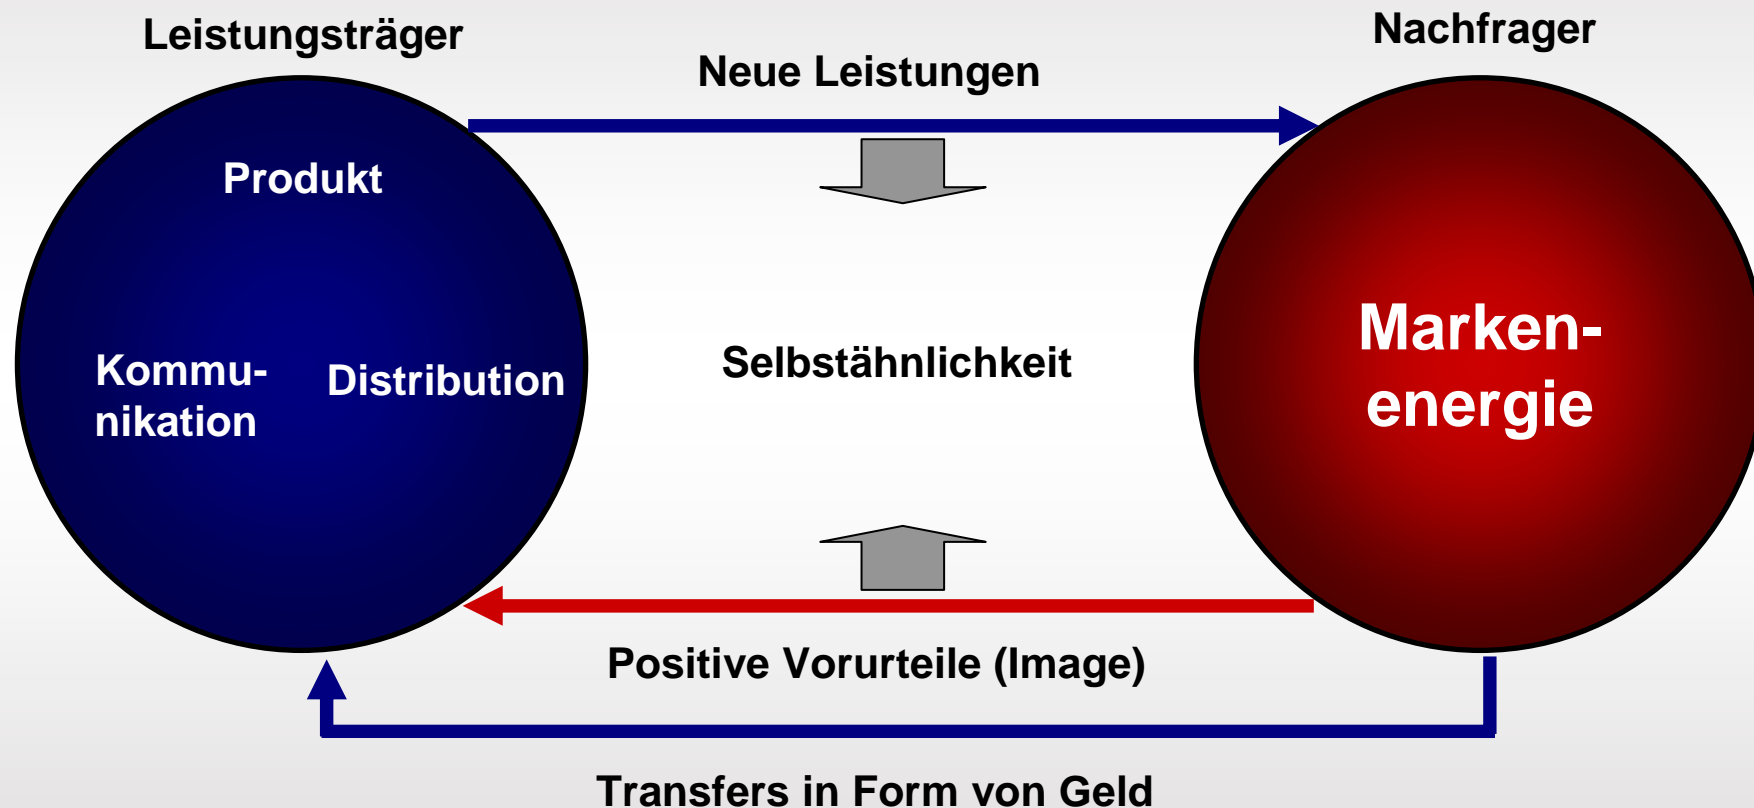 Leistungsträger
Nachfrager
Neue Leistungen
Produkt
Kommu-
nikation
Distribution
Selbstähnlichkeit
Marken-
energie
Positive Vorurteile (Image)
Transfers in Form von Geld